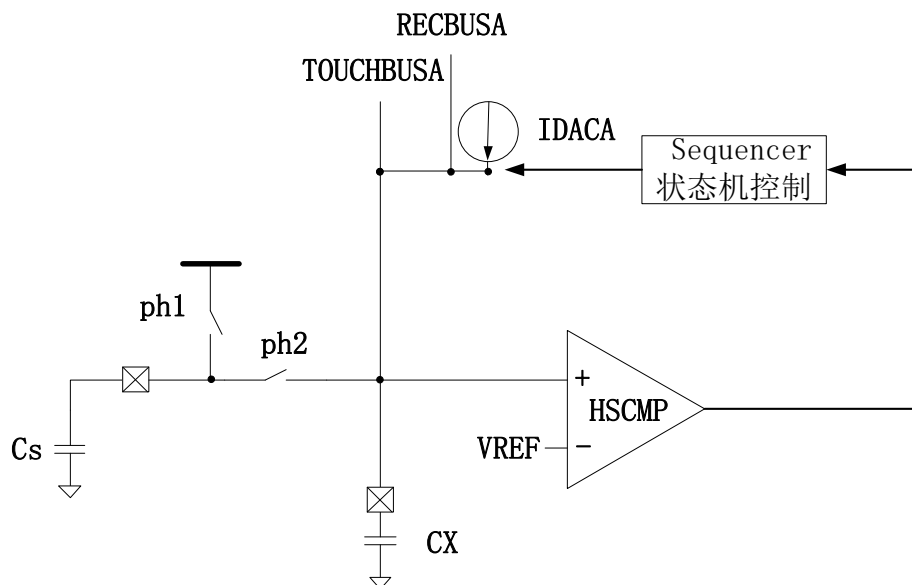 RECBUSA
TOUCHBUSA
IDACA
Sequencer
状态机控制
ph1
ph2
+
HSCMP
VREF
−
Cs
CX